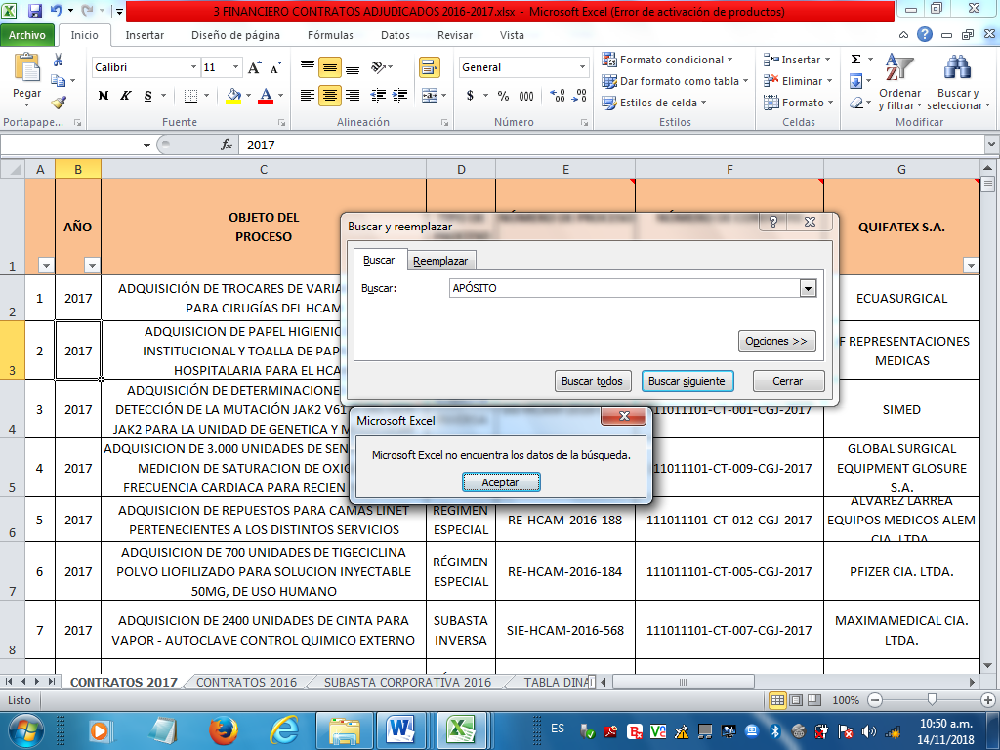 3 FINANCIERO CONTRATOS ADJUDICADOS 2016-2017.xlsx - Microsoft Excel (Error de activación de productos)
Archivo Inicio Insertar Diseño de página Fórmulas Datos Revisar Vista
Pegar
Calibri 11
N K S
General
$ % 000
Formato condicional
Dar formato como tabla
Estilos de celda
Insertar
Eliminar
Formato
Σ
Ordenar y filtrar
Buscar y seleccionar
Portapape... Fuente Alineación Número Estilos Celdas Modificar
fx 2017
A B C D E F G
1 AÑO
OBJETO DEL
PROCESO
QUIFATEX S.A.
2 1 2017
ADQUISICIÓN DE TROCARES DE VARIA
PARA CIRUGÍAS DEL HCAM
ECUASURGICAL
3 2 2017
ADQUISICION DE PAPEL HIGIENIC
INSTITUCIONAL Y TOALLA DE PAP
HOSPITALARIA PARA EL HCA
F REPRESENTACIONES
MEDICAS
4 3 2017
ADQUISICIÓN DE DETERMINACIONE
DETECCIÓN DE LA MUTACIÓN JAK2 V61
JAK2 PARA LA UNIDAD DE GENETICA Y M
111011101-CT-001-CGJ-2017
SIMED
5 4 2017
ADQUISICION DE 3.000 UNIDADES DE SEN
MEDICION DE SATURACION DE OXIG
FRECUENCIA CARDIACA PARA RECIEN
111011101-CT-009-CGJ-2017
GLOBAL SURGICAL
EQUIPMENT GLOSURE
S.A.
6 5 2017
ADQUISICION DE REPUESTOS PARA CAMAS LINET
PERTENECIENTES A LOS DISTINTOS SERVICIOS
RÉGIMEN
ESPECIAL
RE-HCAM-2016-188
111011101-CT-012-CGJ-2017
ALVAREZ LARREA
EQUIPOS MEDICOS ALEM
CIA. LTDA.
7 6 2017
ADQUISICION DE 700 UNIDADES DE TIGECICLINA
POLVO LIOFILIZADO PARA SOLUCION INYECTABLE
50MG, DE USO HUMANO
RÉGIMEN
ESPECIAL
RE-HCAM-2016-184
111011101-CT-005-CGJ-2017
PFIZER CIA. LTDA.
8 7 2017
ADQUISICION DE 2400 UNIDADES DE CINTA PARA
VAPOR - AUTOCLAVE CONTROL QUIMICO EXTERNO
SUBASTA
INVERSA
SIE-HCAM-2016-568
111011101-CT-007-CGJ-2017
MAXIMAMEDICAL CIA.
LTDA.
Buscar y reemplazar
Buscar Reemplazar
Buscar: APÓSITO
Opciones >>
Buscar todos Buscar siguiente Cerrar
Microsoft Excel
Microsoft Excel no encuentra los datos de la búsqueda.
Aceptar
CONTRATOS 2017 CONTRATOS 2016 SUBASTA CORPORATIVA 2016 TABLA DINA
Listo 100%
ES
10:50 a.m.
14/11/2018